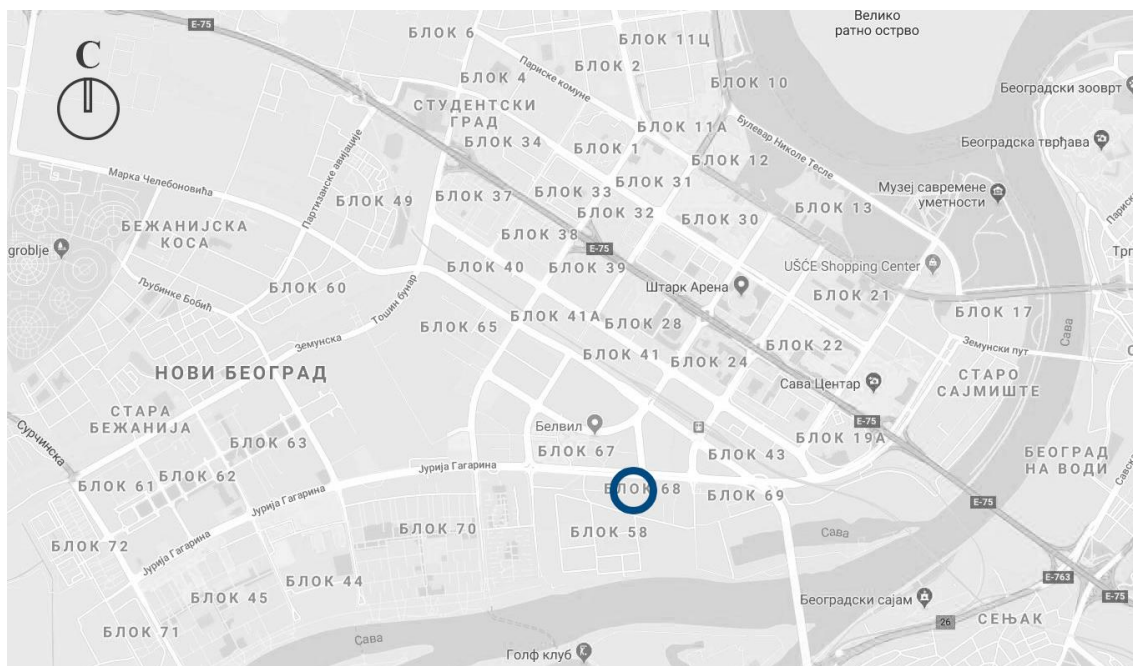 E-75
Велико
ратно острво
БЛОК 6
БЛОК 11Ц
С
БЛОК 2
БЛОК 4
БЛОК 10
Париске комуне
Београдски зооврт
СТУДЕНТСКИ
ГРАД
БЛОК 11А
Булевар Николе Тесле
БЛОК 34
БЛОК 1
Београдска тврђава
БЛОК 12
Марка Челебоновића
Партизанске авијације
БЛОК 31
БЛОК 33
БЛОК 37
Музеј савремене
уметности
БЛОК 49
БЛОК 32
БЛОК 30
БЛОК 13
Париск
БЕЖАНИЈСКА
КОСА
БЛОК 38
groblje
E-75
Трг
БЛОК 40
БЛОК 39
UŠĆE Shopping Center
Љубинке Бобић
БЛОК 60
Штарк Арена
БЛОК 21
Тошин бунар
БЛОК 41А
БЛОК 17
БЛОК 65
БЛОК 28
Сава
Земунска
БЛОК 22
Земунски пут
БЛОК 41
БЛОК 24
НОВИ БЕОГРАД
СТАРО
САЈМИШТЕ
Сава Центар
СТАРА
БЕЖАНИЈА
E-75
Белвил
Сурчинска
БЛОК 63
БЛОК 19А
БЛОК 67
БЛОК 43
БЕОГРАД
НА ВОДИ
Јурија Гагарина
БЛОК 62
БЛОК 61
БЛОК 68
БЛОК 69
Јурија Гагарина
E-75
БЛОК 70
БЛОК 58
Сава
БЛОК 72
Јурија Гагарина
E-763
БЛОК 44
E-75
БЛОК 45
Београдски сајам
26
СЕЊАК
БЛОК 71
Сава
Голф клуб